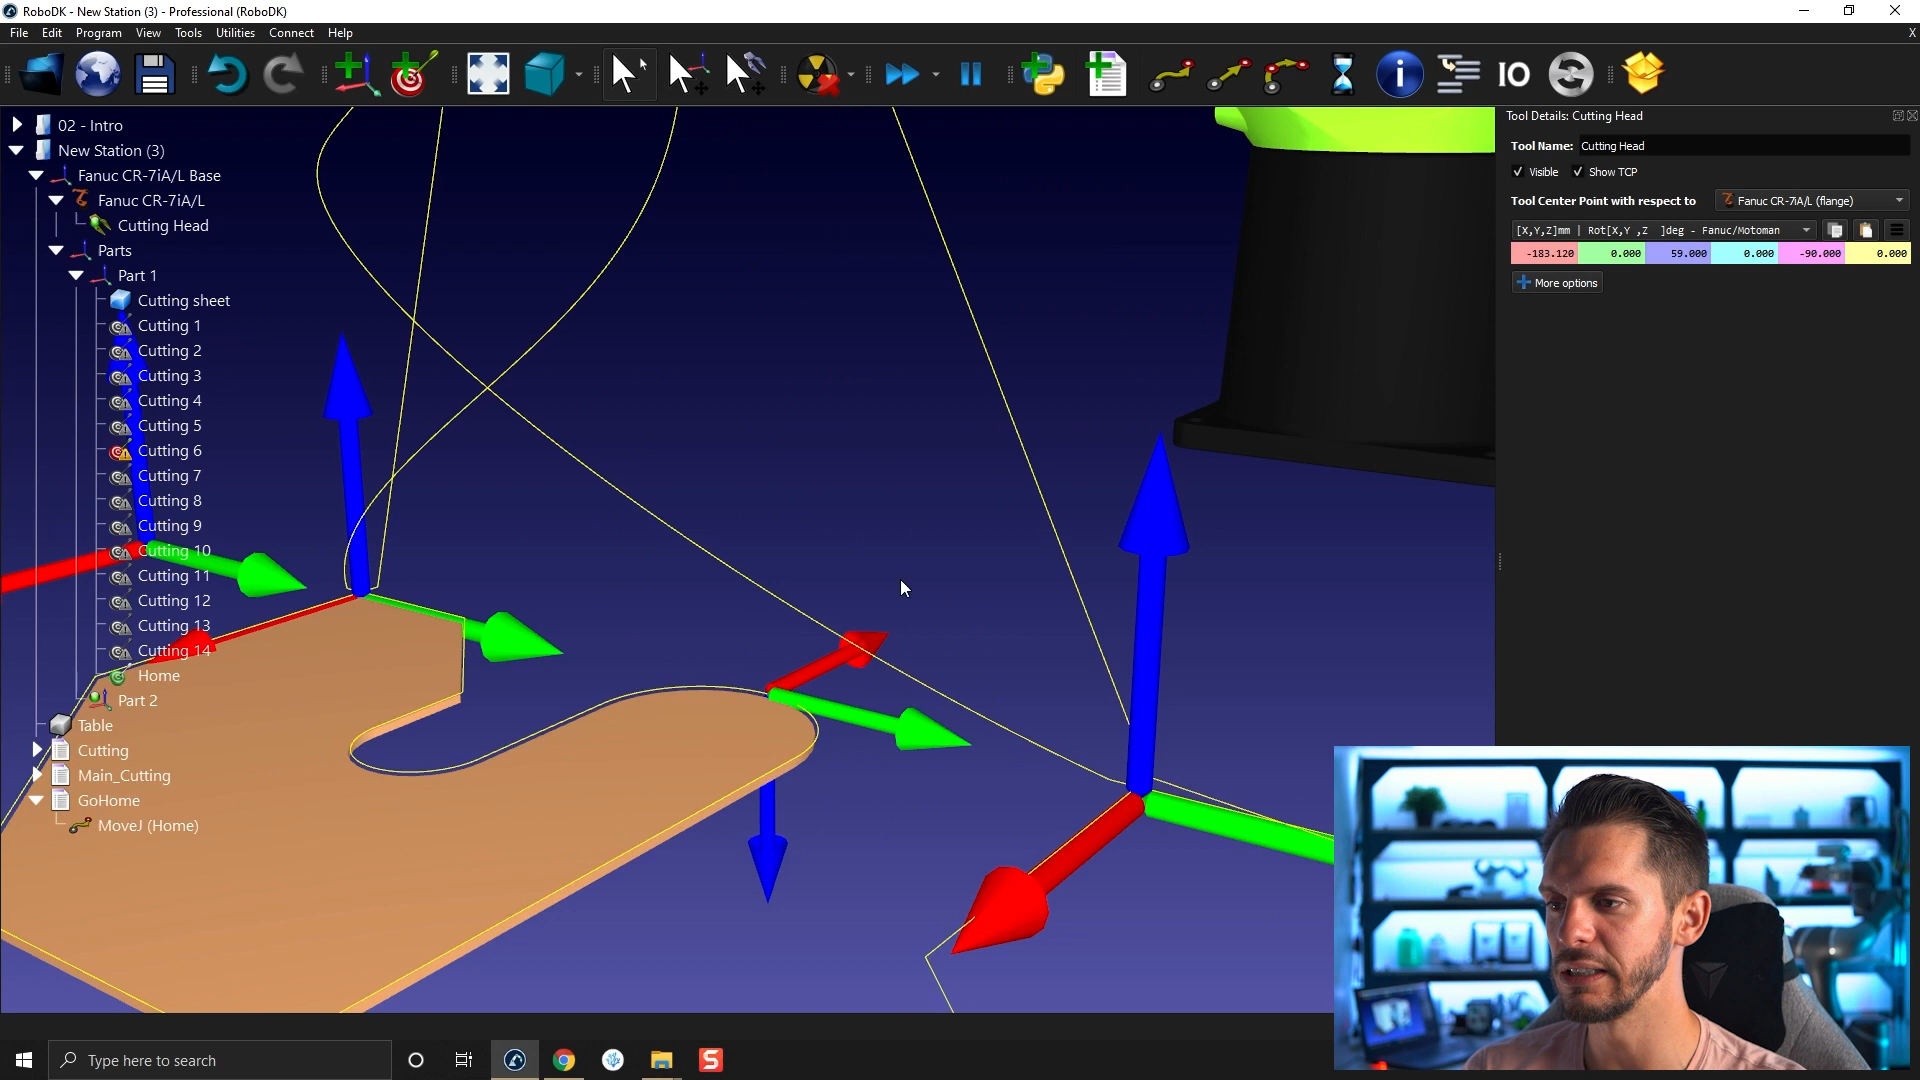 RoboDK - New Station (3) - Professional (RoboDK)
File Edit Program View Tools Utilities Connect Help X
IO
02 - Intro
New Station (3)
Fanuc CR-7iA/L Base
Fanuc CR-7iA/L
Cutting Head
Parts
Part 1
Cutting sheet
Cutting 1
Cutting 2
Cutting 3
Cutting 4
Cutting 5
Cutting 6
Cutting 7
Cutting 8
Cutting 9
Cutting 10
Cutting 11
Cutting 12
Cutting 13
Cutting 14
Home
Part 2
Table
Cutting
Main_Cutting
GoHome
MoveJ (Home)
Tool Details: Cutting Head
Tool Name: Cutting Head
Visible Show TCP
Tool Center Point with respect to Fanuc CR-7iA/L (flange)
[X,Y,Z]mm | Rot[X,Y ,Z ]deg - Fanuc/Motoman
-183.120 0.000 59.000 0.000 -90.000 0.000
More options
Type here to search
S